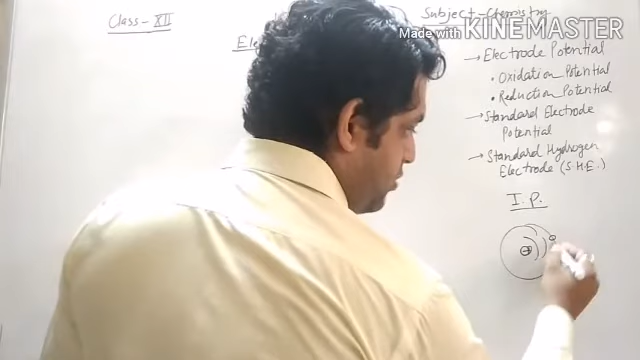 Class - XII
Subject - Chemistry
Made with KINEMASTER
→ Electrode Potential
• Oxidation Potential
• Reduction Potential
→ Standard Electrode
Potential
→ Standard Hydrogen
Electrode (S.H.E.)
I.P.